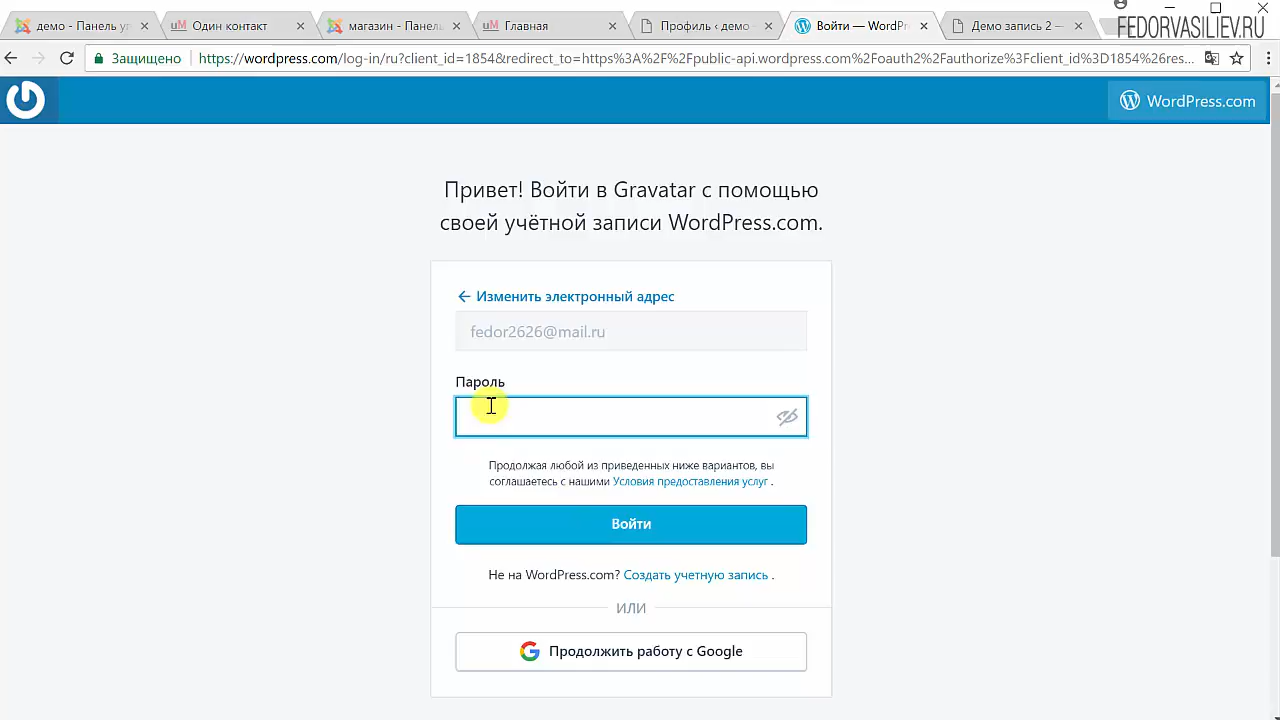 демо - Панель уп
Один контакт
магазин - Панель
Главная
Профиль ‹ демо
Войти — WordPr
Демо запись 2 —
FEDORVASILIEV.RU
Защищено
https://wordpress.com/log-in/ru?client_id=1854&redirect_to=https%3A%2F%2Fpublic-api.wordpress.com%2Foauth2%2Fauthorize%3Fclient_id%3D1854%26res...
WordPress.com
Привет! Войти в Gravatar с помощью
своей учётной записи WordPress.com.
Изменить электронный адрес
fedor2626@mail.ru
Пароль
Продолжая любой из приведенных ниже вариантов, вы
соглашаетесь с нашими Условия предоставления услуг .
Войти
Не на WordPress.com? Создать учетную запись .
ИЛИ
Продолжить работу с Google